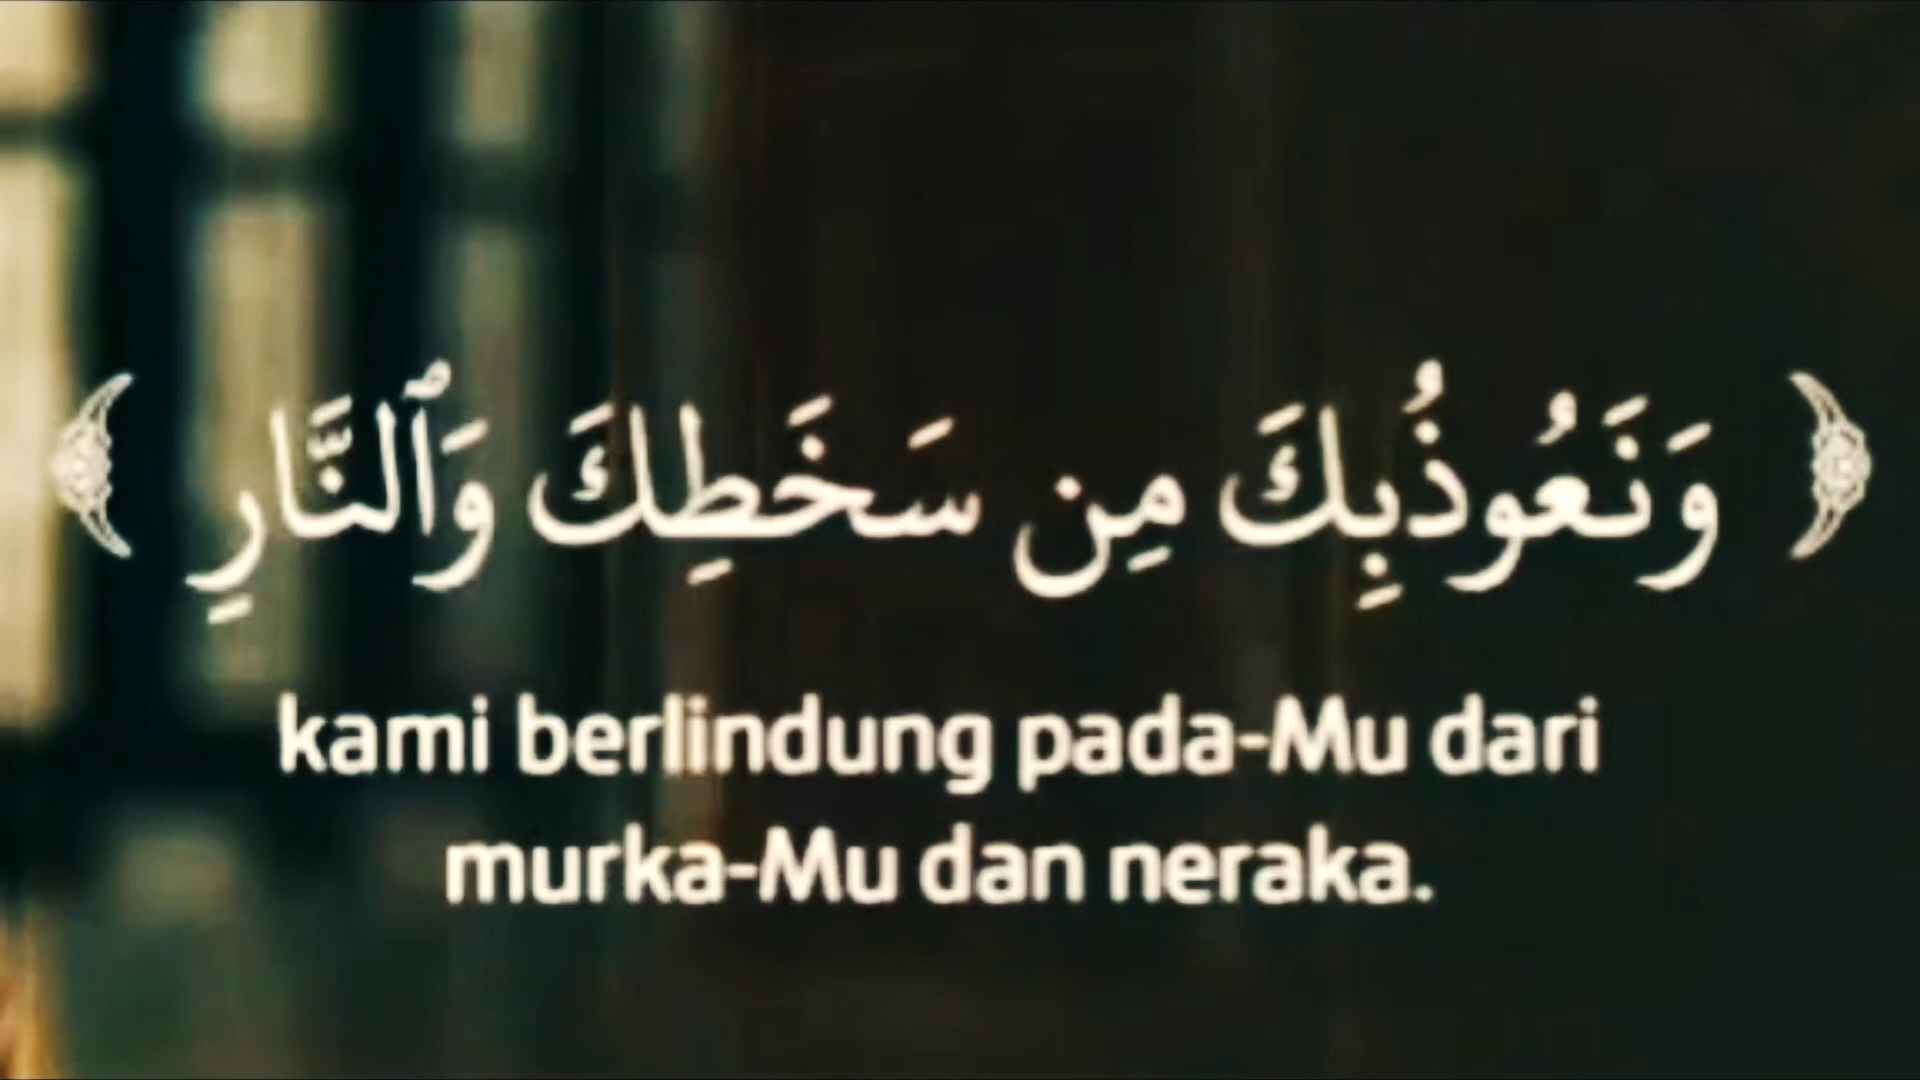 ﴿ وَنَعُوذُبِكَ مِن سَخَطِكَ وَٱلنَّارِ ﴾
kami berlindung pada-Mu dari
murka-Mu dan neraka.